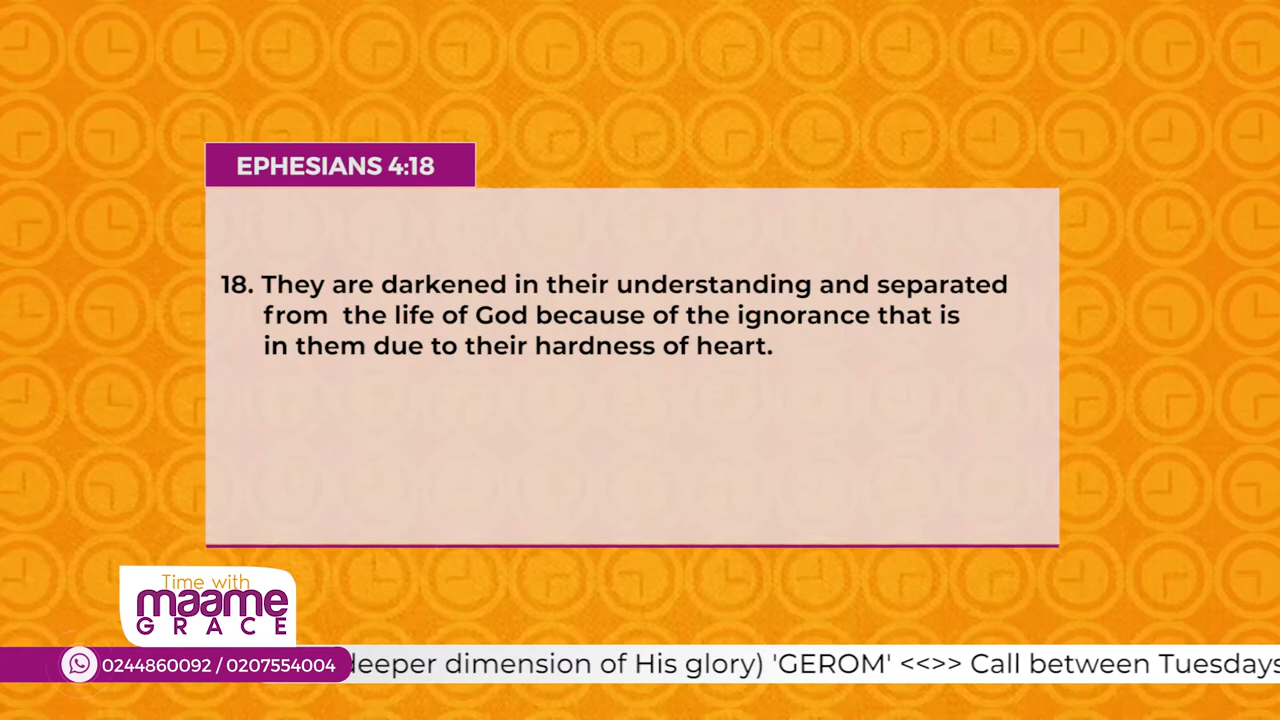 EPHESIANS 4:18
18. They are darkened in their understanding and separated
from the life of God because of the ignorance that is
in them due to their hardness of heart.
Time with
maame
GRACE
0244860092 / 0207554004
deeper dimension of His glory) 'GEROM' <<>> Call between Tuesdays